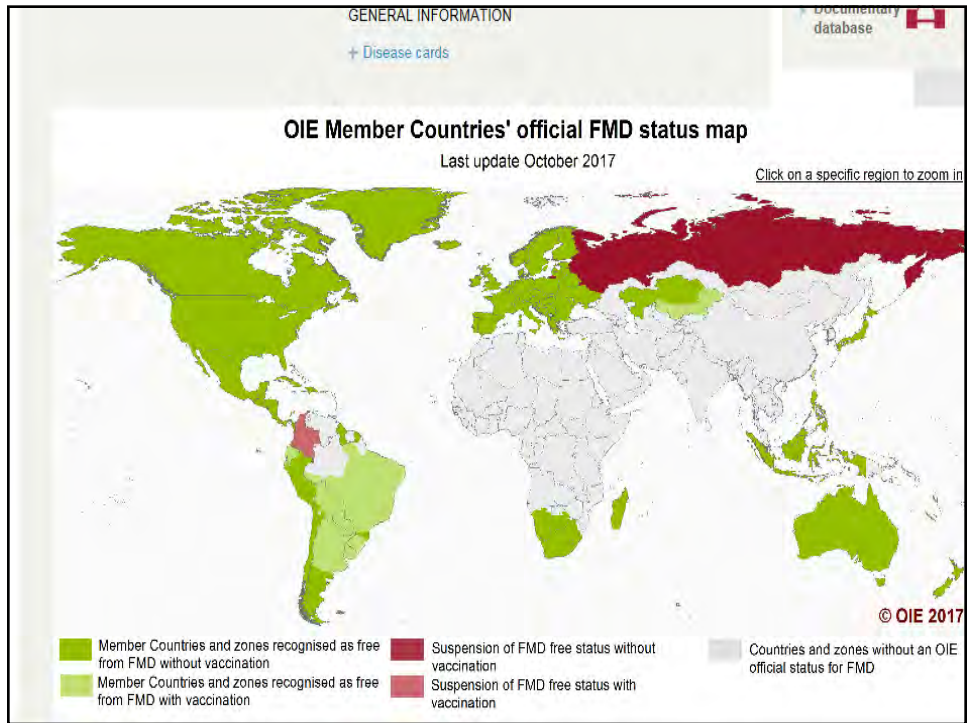 GENERAL INFORMATION
Documentary
database
+ Disease cards
OIE Member Countries' official FMD status map
Last update October 2017
Click on a specific region to zoom in
© OIE 2017
Member Countries and zones recognised as free
from FMD without vaccination
Member Countries and zones recognised as free
from FMD with vaccination
Suspension of FMD free status without
vaccination
Suspension of FMD free status with
vaccination
Countries and zones without an OIE
official status for FMD